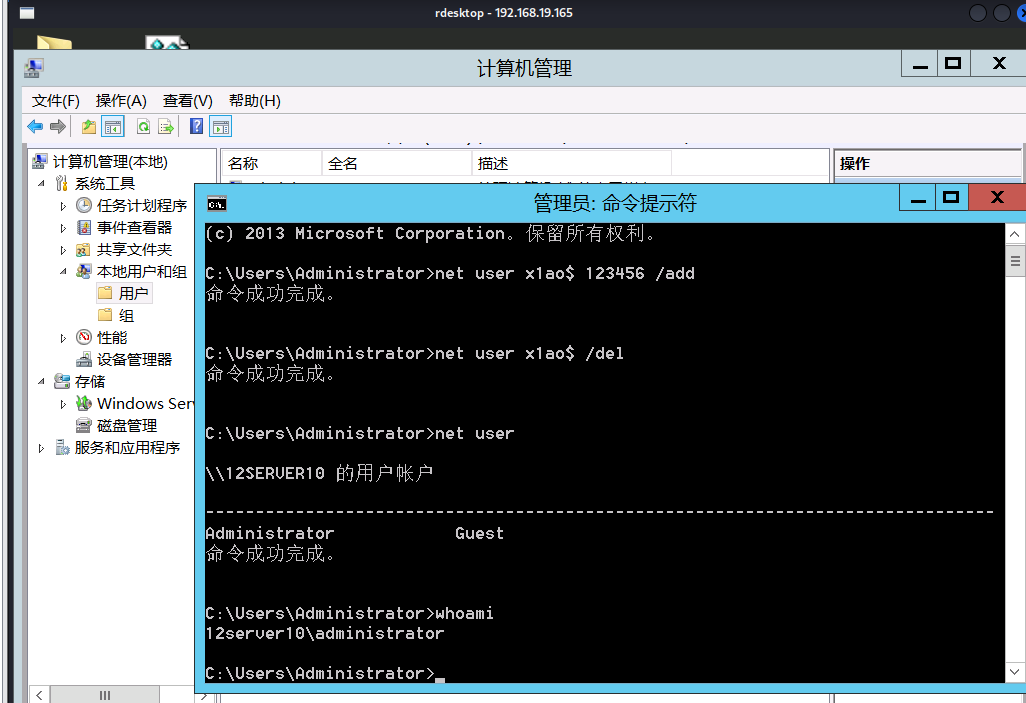 rdesktop - 192.168.19.165
计算机管理
文件(F) 操作(A) 查看(V) 帮助(H)
计算机管理(本地)
系统工具
任务计划程序
事件查看器
共享文件夹
本地用户和组
用户
组
性能
设备管理器
存储
Windows Ser
磁盘管理
服务和应用程序
名称 全名 描述
操作
管理员: 命令提示符
(c) 2013 Microsoft Corporation。保留所有权利。
C:\Users\Administrator>net user x1ao$ 123456 /add
命令成功完成。
C:\Users\Administrator>net user x1ao$ /del
命令成功完成。
C:\Users\Administrator>net user
\\12SERVER10 的用户帐户
-------------------------------------------------------------------------------
Administrator Guest
命令成功完成。
C:\Users\Administrator>whoami
12server10\administrator
C:\Users\Administrator>